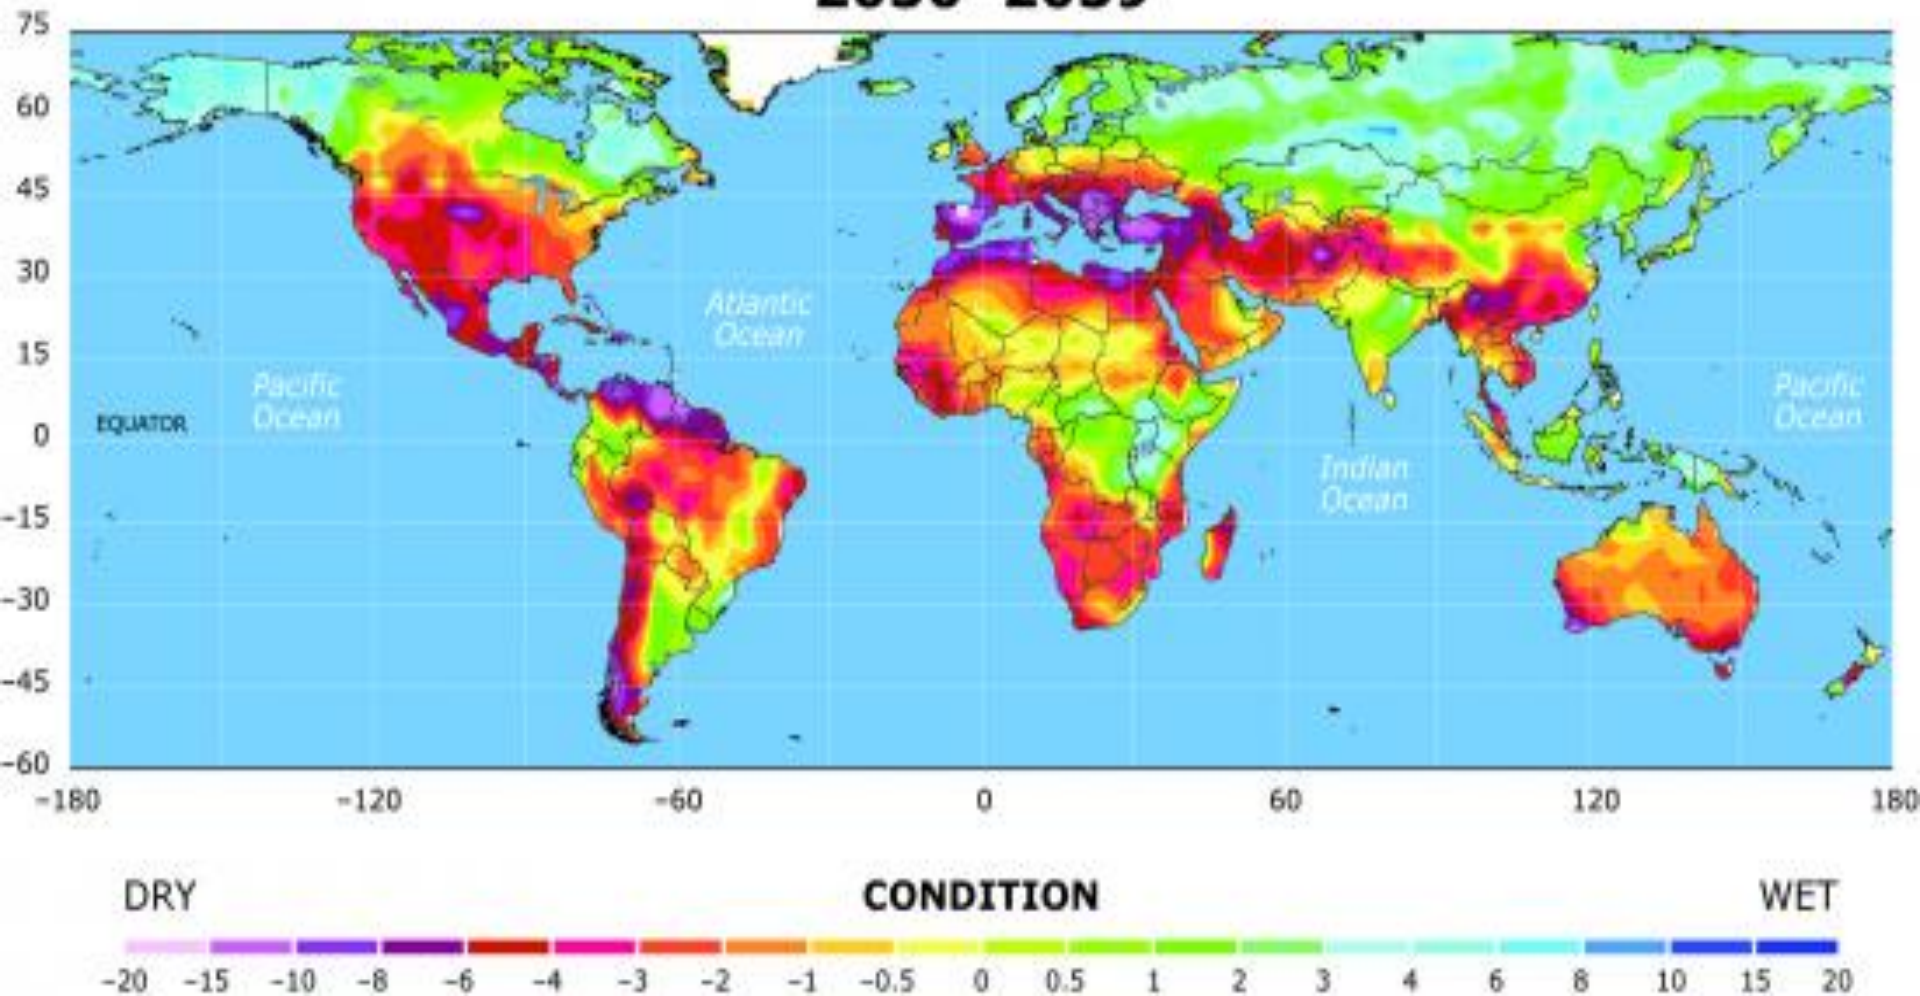 75
60
45
30
15
0
–15
–30
–45
–60
Atlantic
Ocean
Pacific
Ocean
EQUATOR
Pacific
Ocean
Indian
Ocean
–180 –120 –60 0 60 120 180
DRY CONDITION WET
–20 –15 –10 –8 –6 –4 –3 –2 –1 –0.5 0 0.5 1 2 3 4 6 8 10 15 20